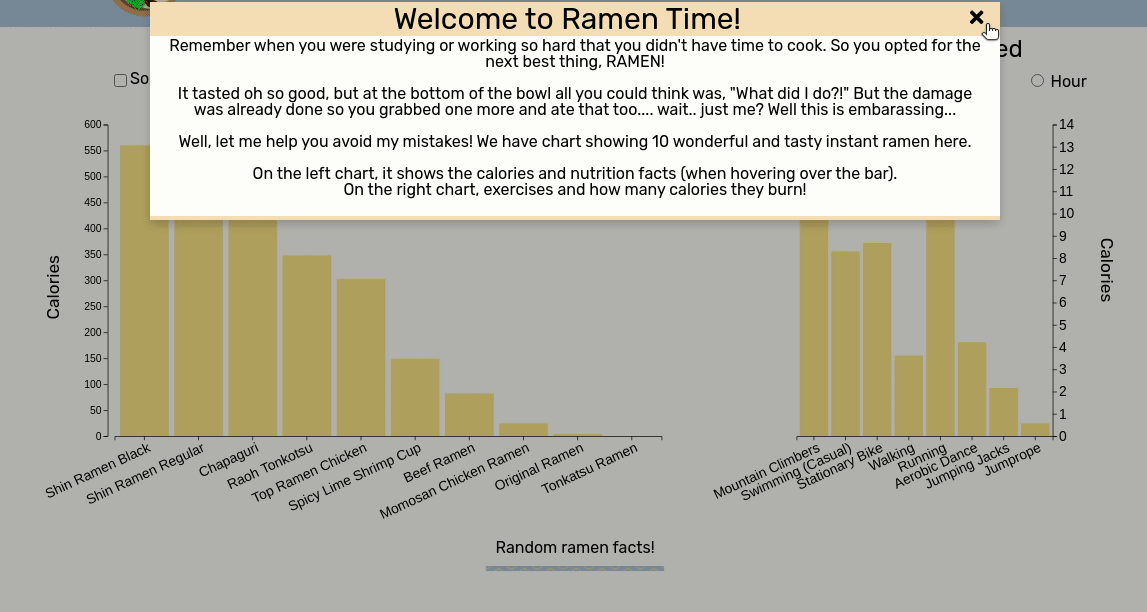 Welcome to Ramen Time!
Remember when you were studying or working so hard that you didn't have time to cook. So you opted for the
next best thing, RAMEN!
It tasted oh so good, but at the bottom of the bowl all you could think was, "What did I do?!" But the damage
was already done so you grabbed one more and ate that too.... wait.. just me? Well this is embarassing...
Well, let me help you avoid my mistakes! We have chart showing 10 wonderful and tasty instant ramen here.
On the left chart, it shows the calories and nutrition facts (when hovering over the bar).
On the right chart, exercises and how many calories they burn!
ed
So
Hour
600
550
500
450
400
350
300
250
200
150
100
50
0
Calories
Shin Ramen Black
Shin Ramen Regular
Chapaguri
Raoh Tonkotsu
Top Ramen Chicken
Spicy Lime Shrimp Cup
Beef Ramen
Momosan Chicken Ramen
Original Ramen
Tonkatsu Ramen
14
13
12
11
10
9
8
7
6
5
4
3
2
1
0
Calories
Mountain Climbers
Swimming (Casual)
Stationary Bike
Walking
Running
Aerobic Dance
Jumping Jacks
Jumprope
Random ramen facts!